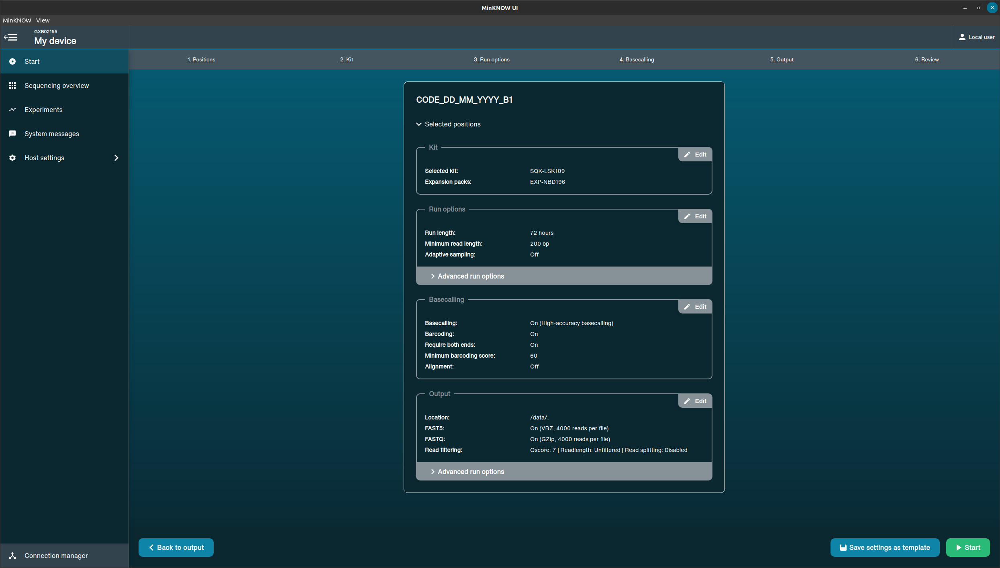 MinKNOW UI
MinKNOW View
GXB02155
My device
Local user
Start
Sequencing overview
Experiments
System messages
Host settings
Connection manager
1. Positions
2. Kit
3. Run options
4. Basecalling
5. Output
6. Review
CODE_DD_MM_YYYY_B1
Selected positions
Kit
Edit
Selected kit: SQK-LSK109
Expansion packs: EXP-NBD196
Run options
Edit
Run length: 72 hours
Minimum read length: 200 bp
Adaptive sampling: Off
Advanced run options
Basecalling
Edit
Basecalling: On (High-accuracy basecalling)
Barcoding: On
Require both ends: On
Minimum barcoding score: 60
Alignment: Off
Output
Edit
Location: /data/.
FAST5: On (VBZ, 4000 reads per file)
FASTQ: On (GZip, 4000 reads per file)
Read filtering: Qscore: 7 | Readlength: Unfiltered | Read splitting: Disabled
Advanced run options
Back to output
Save settings as template
Start